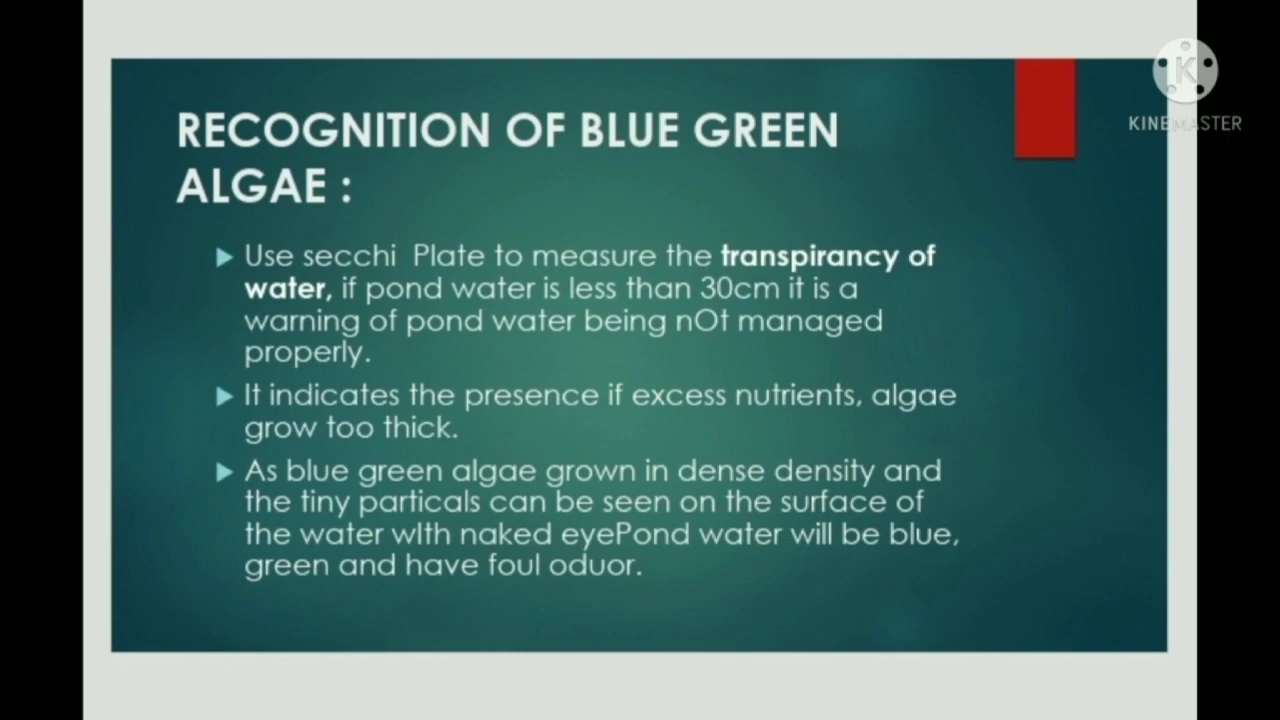 RECOGNITION OF BLUE GREEN
ALGAE :
Use secchi Plate to measure the transpirancy of
water, if pond water is less than 30cm it is a
warning of pond water being nOt managed
properly.
It indicates the presence if excess nutrients, algae
grow too thick.
As blue green algae grown in dense density and
the tiny particals can be seen on the surface of
the water wIth naked eyePond water will be blue,
green and have foul oduor.
K
KINEMASTER